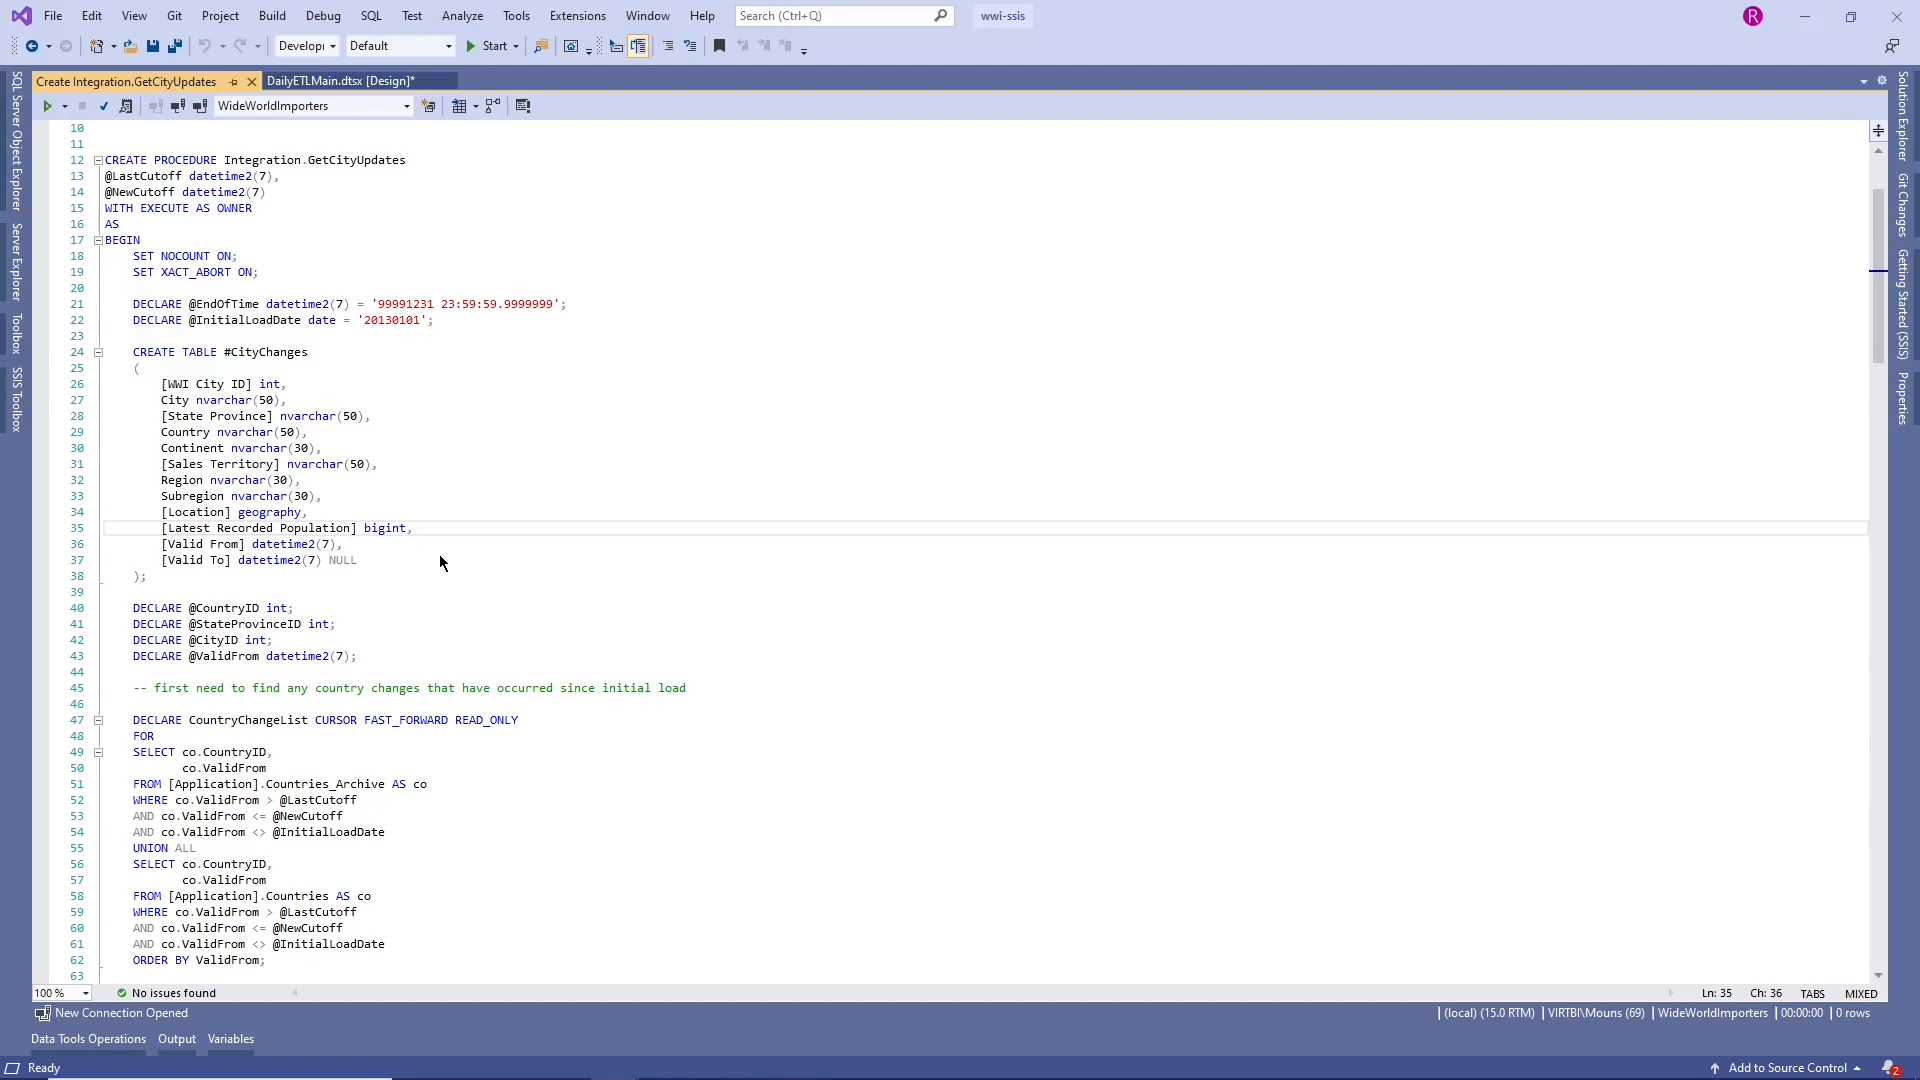 File Edit View Git Project Build Debug SQL Test Analyze Tools Extensions Window Help Search (Ctrl+Q) wwi-ssis R
Develop Default Start
Create Integration.GetCityUpdates DailyETLMain.dtsx [Design]*
WideWorldImporters
10
11
12 CREATE PROCEDURE Integration.GetCityUpdates
13 @LastCutoff datetime2(7),
14 @NewCutoff datetime2(7)
15 WITH EXECUTE AS OWNER
16 AS
17 BEGIN
18 SET NOCOUNT ON;
19 SET XACT_ABORT ON;
20
21 DECLARE @EndOfTime datetime2(7) = '99991231 23:59:59.9999999';
22 DECLARE @InitialLoadDate date = '20130101';
23
24 CREATE TABLE #CityChanges
25 (
26 [WWI City ID] int,
27 City nvarchar(50),
28 [State Province] nvarchar(50),
29 Country nvarchar(50),
30 Continent nvarchar(30),
31 [Sales Territory] nvarchar(50),
32 Region nvarchar(30),
33 Subregion nvarchar(30),
34 [Location] geography,
35 [Latest Recorded Population] bigint,
36 [Valid From] datetime2(7),
37 [Valid To] datetime2(7) NULL
38 );
39
40 DECLARE @CountryID int;
41 DECLARE @StateProvinceID int;
42 DECLARE @CityID int;
43 DECLARE @ValidFrom datetime2(7);
44
45 -- first need to find any country changes that have occurred since initial load
46
47 DECLARE CountryChangeList CURSOR FAST_FORWARD READ_ONLY
48 FOR
49 SELECT co.CountryID,
50 co.ValidFrom
51 FROM [Application].Countries_Archive AS co
52 WHERE co.ValidFrom > @LastCutoff
53 AND co.ValidFrom <= @NewCutoff
54 AND co.ValidFrom <> @InitialLoadDate
55 UNION ALL
56 SELECT co.CountryID,
57 co.ValidFrom
58 FROM [Application].Countries AS co
59 WHERE co.ValidFrom > @LastCutoff
60 AND co.ValidFrom <= @NewCutoff
61 AND co.ValidFrom <> @InitialLoadDate
62 ORDER BY ValidFrom;
63
SQL Server Object Explorer
Server Explorer
Toolbox
SSIS Toolbox
Solution Explorer
Git Changes
Getting Started (SSIS)
Properties
100 % No issues found Ln: 35 Ch: 36 TABS MIXED
New Connection Opened (local) (15.0 RTM) VIRTBI\Mouns (69) WideWorldImporters 00:00:00 0 rows
Data Tools Operations Output Variables
Ready Add to Source Control 2